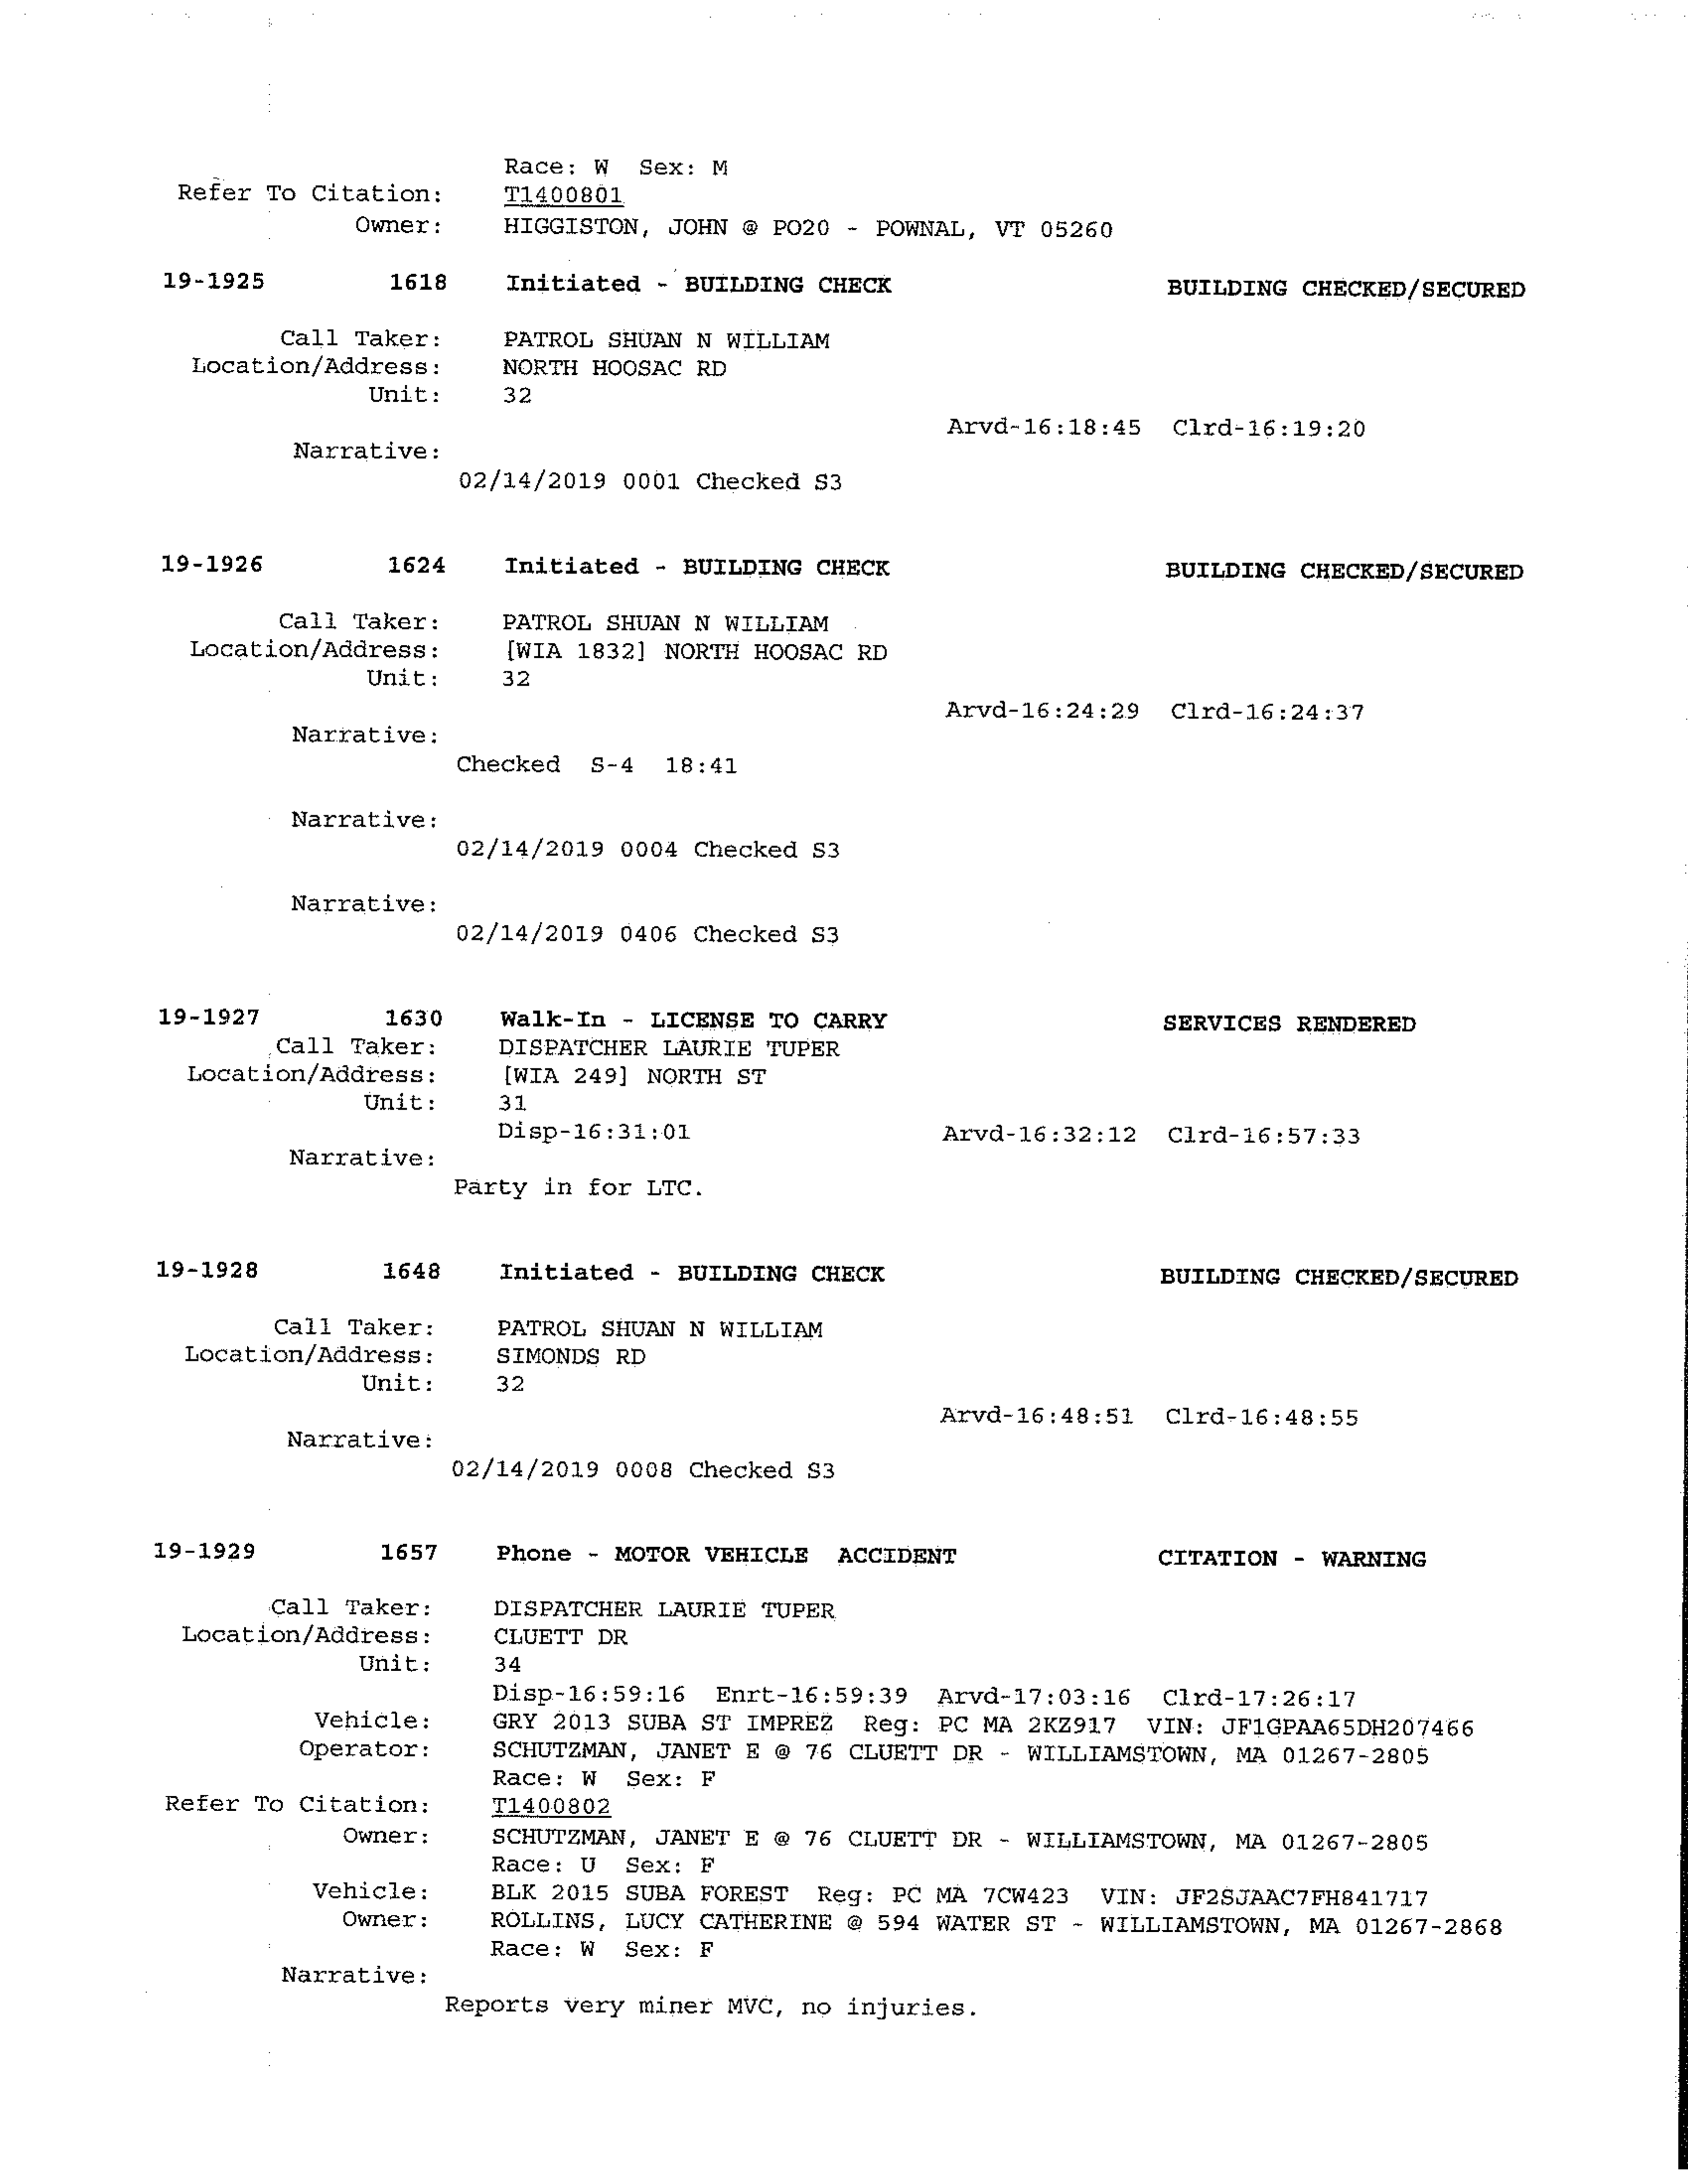 Race: W  Sex: M
Refer To Citation: T1400801
Owner: HIGGISTON, JOHN @ PO20 - POWNAL, VT 05260
19-1925 1618 Initiated - BUILDING CHECK BUILDING CHECKED/SECURED
Call Taker: PATROL SHUAN N WILLIAM
Location/Address: NORTH HOOSAC RD
Unit: 32
Arvd-16:18:45 Clrd-16:19:20
Narrative:
02/14/2019 0001 Checked S3
19-1926 1624 Initiated - BUILDING CHECK BUILDING CHECKED/SECURED
Call Taker: PATROL SHUAN N WILLIAM
Location/Address: [WIA 1832] NORTH HOOSAC RD
Unit: 32
Arvd-16:24:29 Clrd-16:24:37
Narrative:
Checked S-4 18:41
Narrative:
02/14/2019 0004 Checked S3
Narrative:
02/14/2019 0406 Checked S3
19-1927 1630 Walk-In - LICENSE TO CARRY SERVICES RENDERED
Call Taker: DISPATCHER LAURIE TUPER
Location/Address: [WIA 249] NORTH ST
Unit: 31
Disp-16:31:01 Arvd-16:32:12 Clrd-16:57:33
Narrative:
Party in for LTC.
19-1928 1648 Initiated - BUILDING CHECK BUILDING CHECKED/SECURED
Call Taker: PATROL SHUAN N WILLIAM
Location/Address: SIMONDS RD
Unit: 32
Arvd-16:48:51 Clrd-16:48:55
Narrative:
02/14/2019 0008 Checked S3
19-1929 1657 Phone - MOTOR VEHICLE ACCIDENT CITATION - WARNING
Call Taker: DISPATCHER LAURIE TUPER
Location/Address: CLUETT DR
Unit: 34
Disp-16:59:16 Enrt-16:59:39 Arvd-17:03:16 Clrd-17:26:17
Vehicle: GRY 2013 SUBA ST IMPREZ Reg: PC MA 2KZ917 VIN: JF1GPAA65DH207466
Operator: SCHUTZMAN, JANET E @ 76 CLUETT DR - WILLIAMSTOWN, MA 01267-2805
Race: W Sex: F
Refer To Citation: T1400802
Owner: SCHUTZMAN, JANET E @ 76 CLUETT DR - WILLIAMSTOWN, MA 01267-2805
Race: U Sex: F
Vehicle: BLK 2015 SUBA FOREST Reg: PC MA 7CW423 VIN: JF2SJAAC7FH841717
Owner: ROLLINS, LUCY CATHERINE @ 594 WATER ST - WILLIAMSTOWN, MA 01267-2868
Race: W Sex: F
Narrative:
Reports very miner MVC, no injuries.